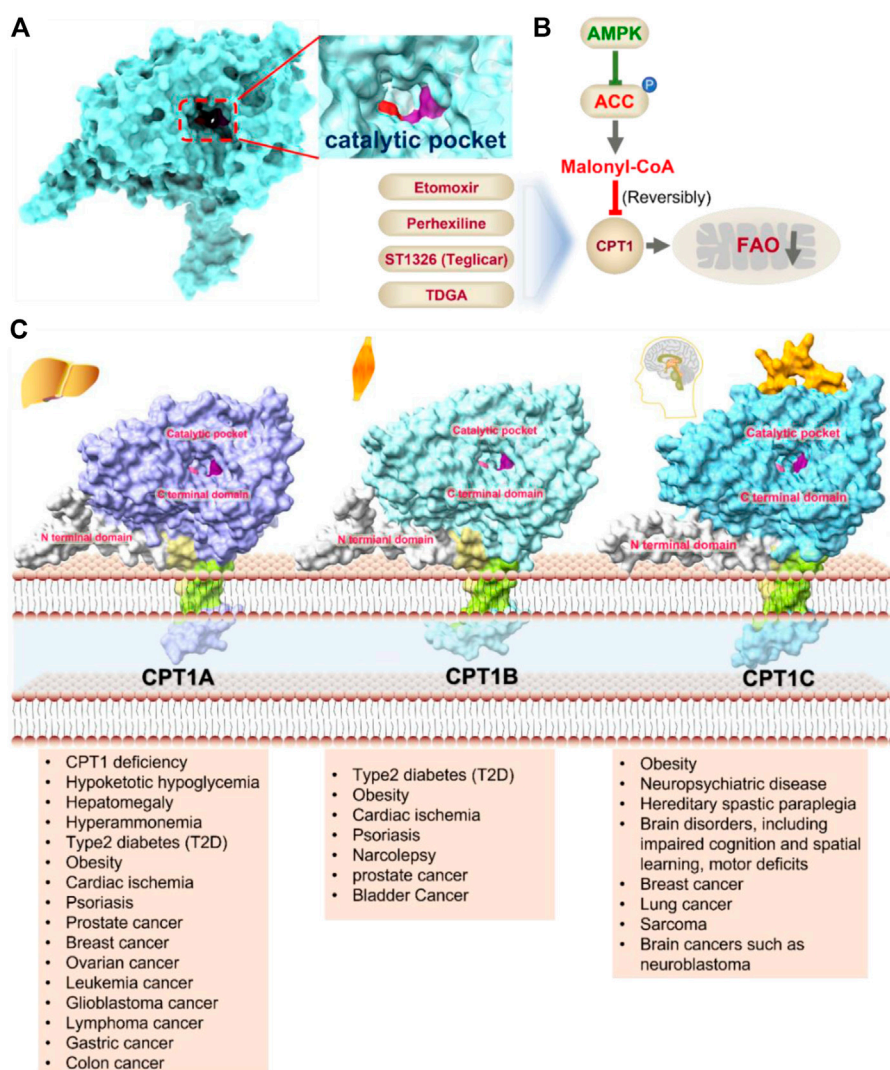 A
catalytic pocket
B
AMPK
P
ACC
Malonyl-CoA
(Reversibly)
Etomoxir
Perhexiline
ST1326 (Teglicar)
TDGA
CPT1
FAO
C
Catalytic pocket
C terminal domain
N terminal domain
CPT1A
Catalytic pocket
C terminal domain
N termianl domain
CPT1B
Catalytic pocket
C terminal domain
N terminal domain
CPT1C
• CPT1 deficiency
• Hypoketotic hypoglycemia
• Hepatomegaly
• Hyperammonemia
• Type2 diabetes (T2D)
• Obesity
• Cardiac ischemia
• Psoriasis
• Prostate cancer
• Breast cancer
• Ovarian cancer
• Leukemia cancer
• Glioblastoma cancer
• Lymphoma cancer
• Gastric cancer
• Colon cancer
• Type2 diabetes (T2D)
• Obesity
• Cardiac ischemia
• Psoriasis
• Narcolepsy
• prostate cancer
• Bladder Cancer
• Obesity
• Neuropsychiatric disease
• Hereditary spastic paraplegia
• Brain disorders, including
impaired cognition and spatial
learning, motor deficits
• Breast cancer
• Lung cancer
• Sarcoma
• Brain cancers such as
neuroblastoma